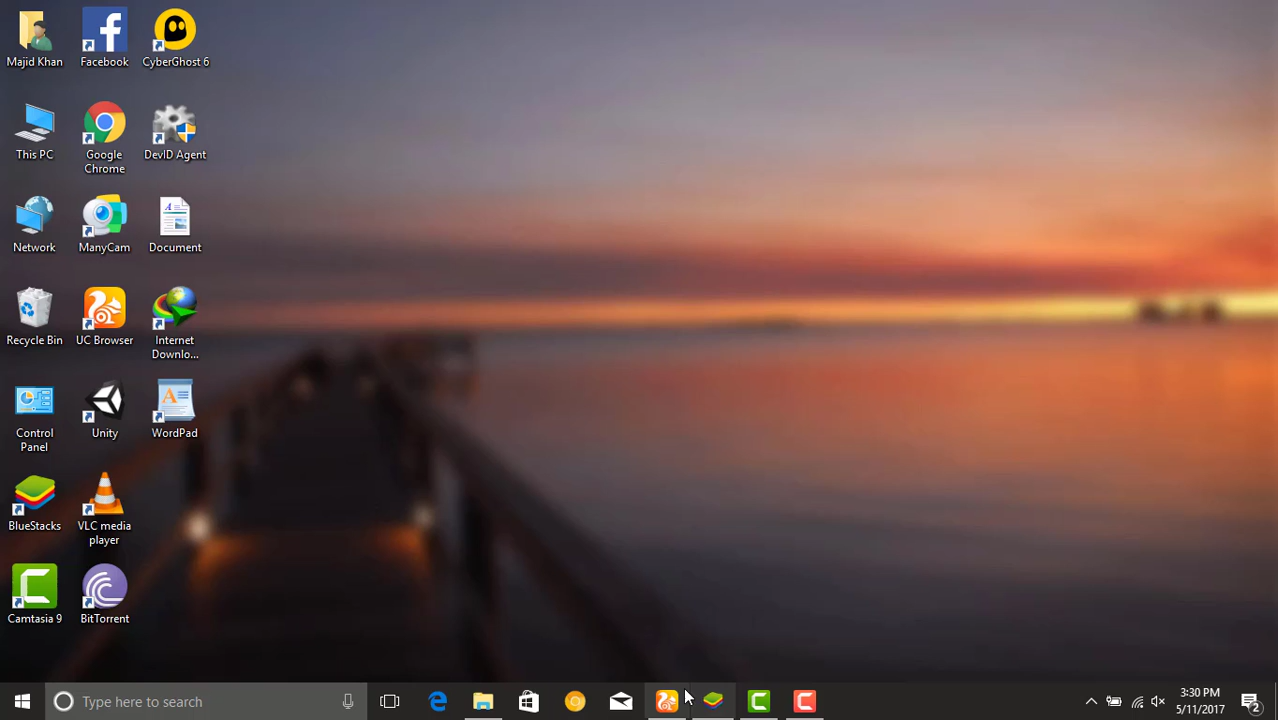 Majid Khan
Facebook
CyberGhost 6
This PC
Google
Chrome
DevID Agent
Network
ManyCam
Document
Recycle Bin
UC Browser
Internet
Downlo...
Control
Panel
Unity
WordPad
BlueStacks
VLC media
player
Camtasia 9
BitTorrent
Type here to search
3:30 PM
5/11/2017
2